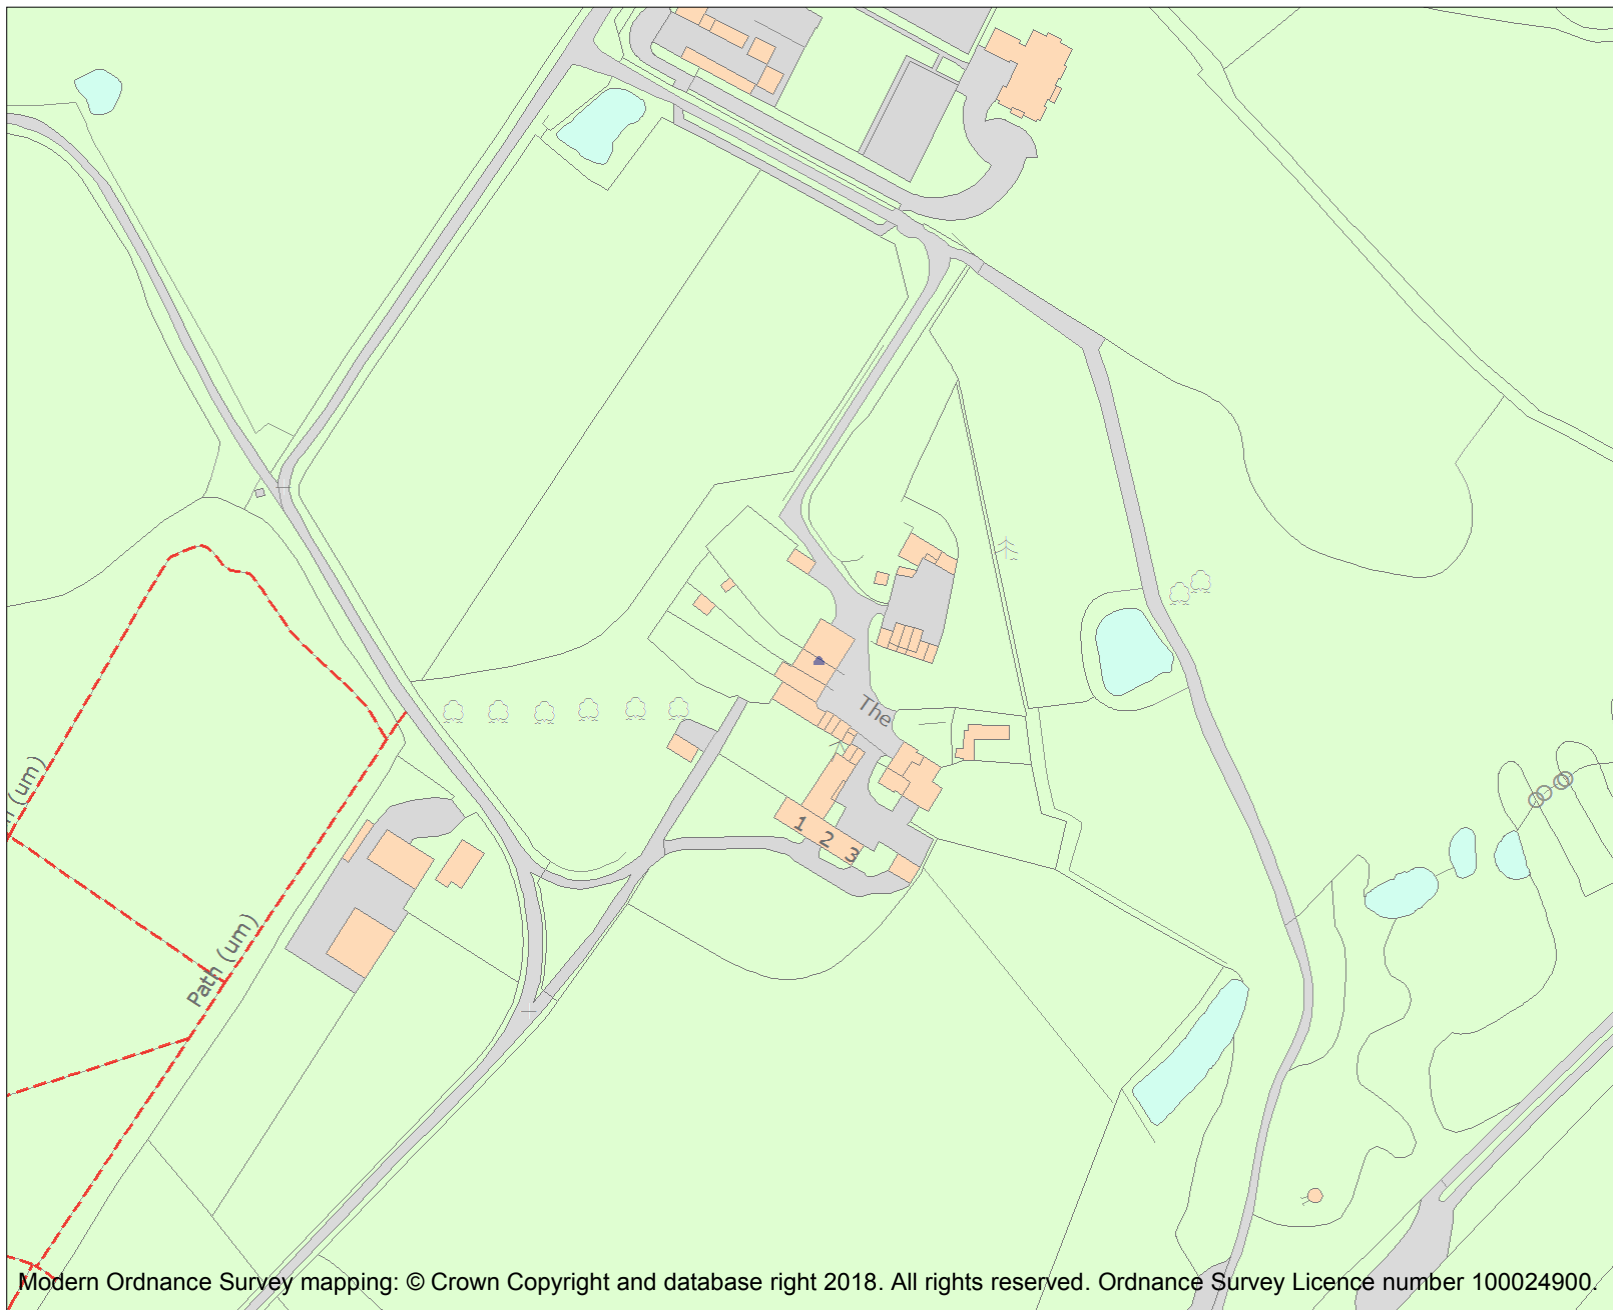 The
1 2 3
(um)
Path (um)
Modern Ordnance Survey mapping: © Crown Copyright and database right 2018. All rights reserved. Ordnance Survey Licence number 100024900.